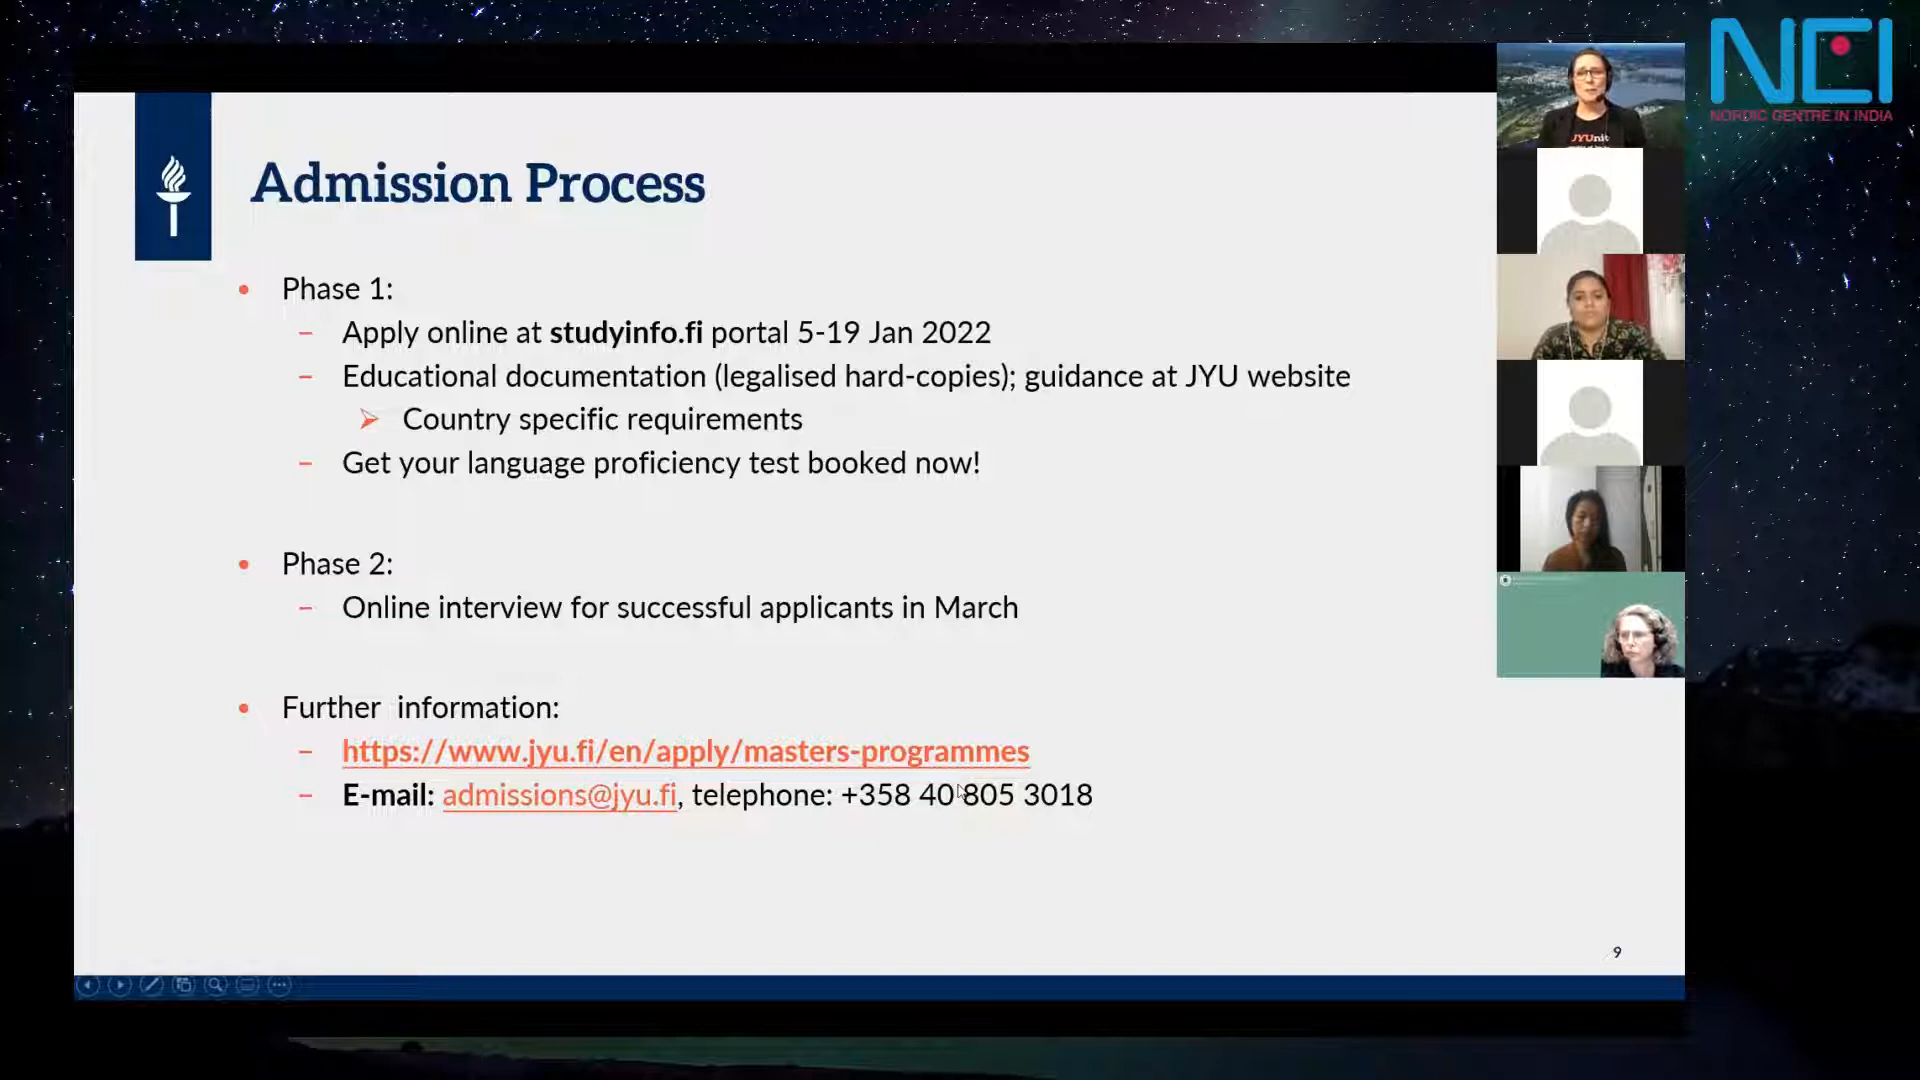 NCI
NORDIC CENTRE IN INDIA
JYUnit
Admission Process
Phase 1:
Apply online at studyinfo.fi portal 5-19 Jan 2022
Educational documentation (legalised hard-copies); guidance at JYU website
Country specific requirements
Get your language proficiency test booked now!
Phase 2:
Online interview for successful applicants in March
Further information:
https://www.jyu.fi/en/apply/masters-programmes
E-mail: admissions@jyu.fi, telephone: +358 40 805 3018
9